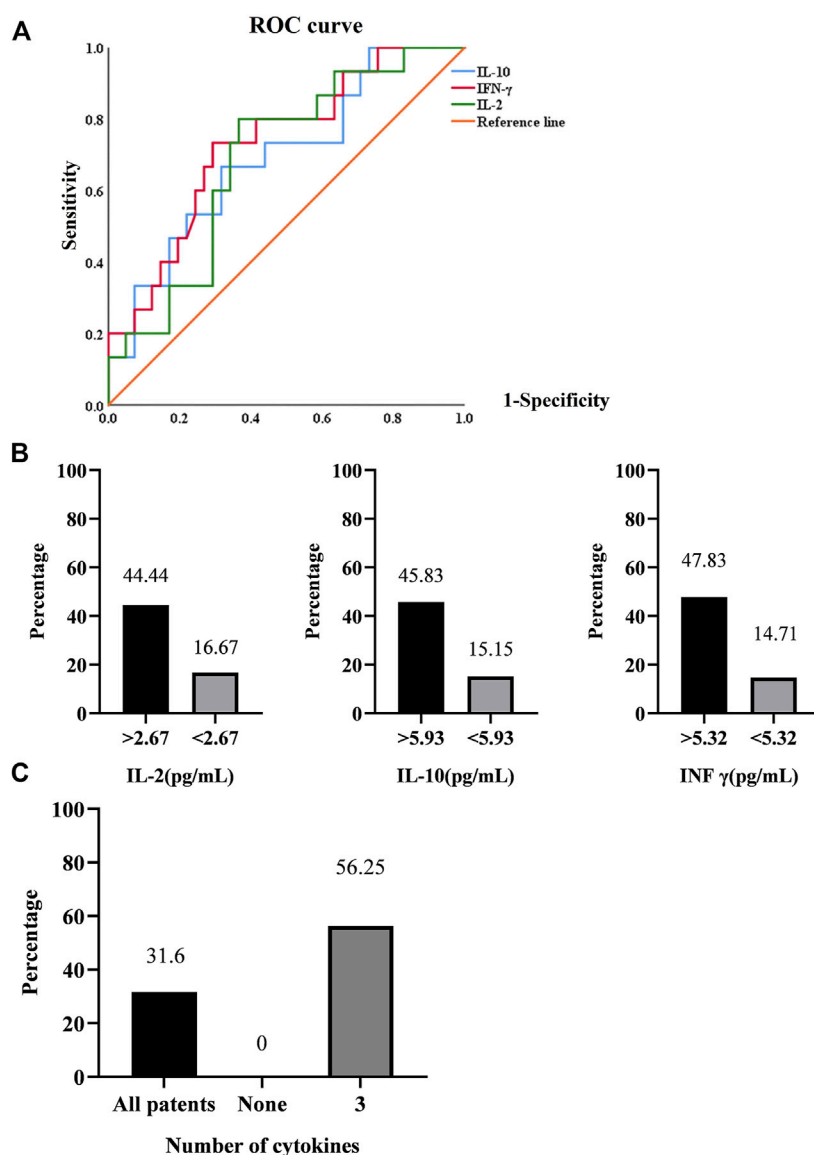 A
ROC curve
1.0
0.8
0.6
0.4
0.2
0.0
Sensitivity
IL-10
IFN-γ
IL-2
Reference line
0.0 0.2 0.4 0.6 0.8 1.0
1-Specificity
B
100
80
60
40
20
0
Percentage
44.44
16.67
>2.67 <2.67
IL-2(pg/mL)
100
80
60
40
20
0
Percentage
45.83
15.15
>5.93 <5.93
IL-10(pg/mL)
100
80
60
40
20
0
Percentage
47.83
14.71
>5.32 <5.32
INF γ(pg/mL)
C
100
80
60
40
20
0
Percentage
31.6
0
56.25
All patents None 3
Number of cytokines